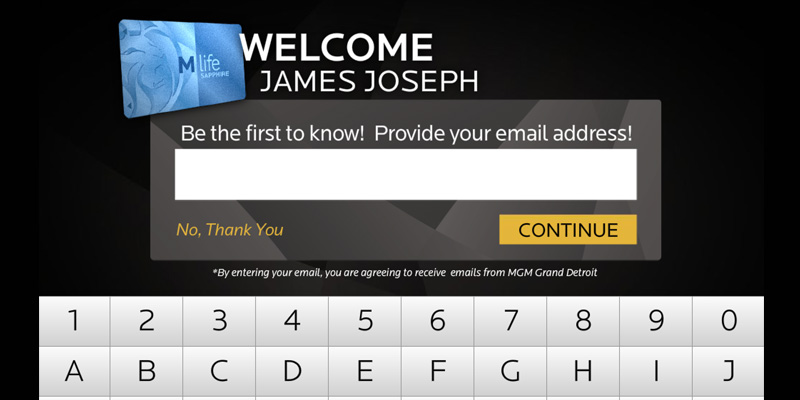 M life
SAPPHIRE
WELCOME
JAMES JOSEPH
Be the first to know! Provide your email address!
No, Thank You
CONTINUE
*By entering your email, you are agreeing to receive emails from MGM Grand Detroit
1 2 3 4 5 6 7 8 9 0
A B C D E F G H I J